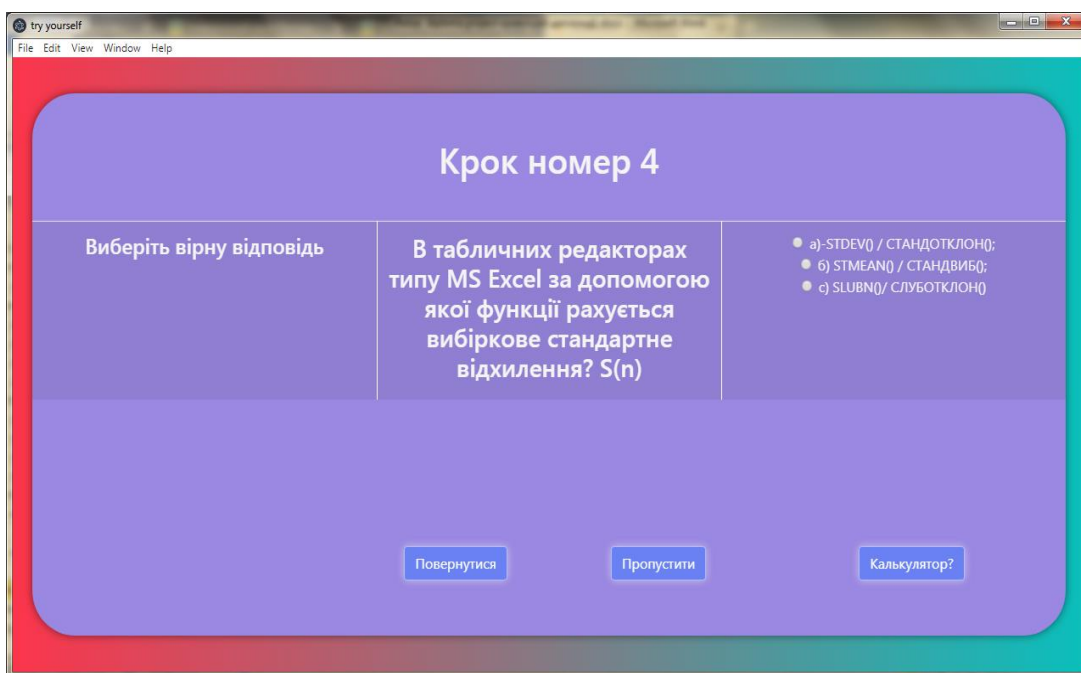 try yourself
File Edit View Window Help
Крок номер 4
Виберіть вірну відповідь
В табличних редакторах
типу MS Excel за допомогою
якої функції рахується
вибіркове стандартне
відхилення? S(n)
а)-STDEV() / СТАНДОТКЛОН();
б) STMEAN() / СТАНДВИБ();
с) SLUBN()/ СЛУБОТКЛОН()
Повернутися
Пропустити
Калькулятор?